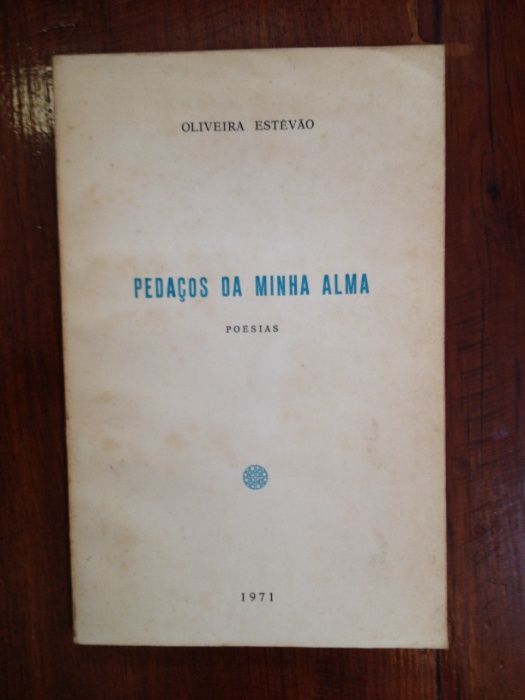 OLIVEIRA ESTÊVÃO
PEDAÇOS DA MINHA ALMA
POESIAS
1971